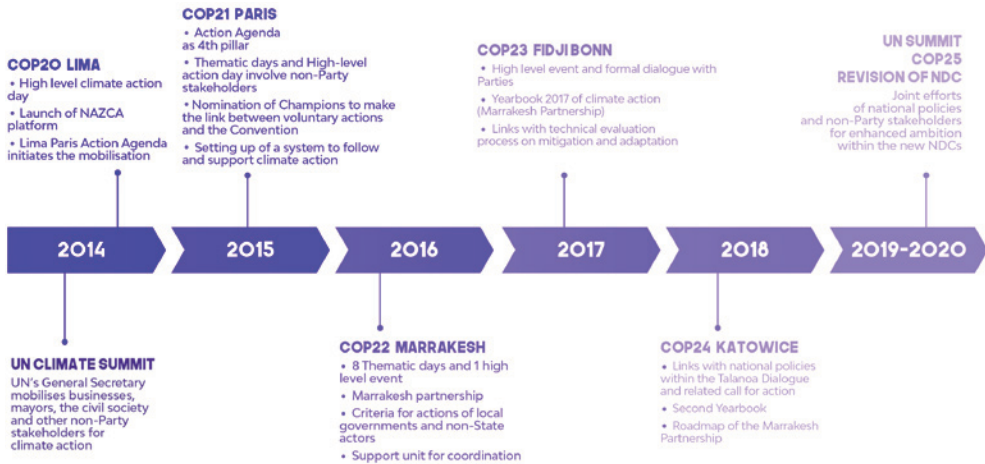 COP20 LIMA
• High level climate action
day
• Launch of NAZCA
platform
• Lima Paris Action Agenda
initiates the mobilisation
COP21 PARIS
• Action Agenda
as 4th pillar
• Thematic days and High-level
action day involve non-Party
stakeholders
• Nomination of Champions to make
the link between voluntary actions
and the Convention
• Setting up of a system to follow
and support climate action
COP23 FIDJI BONN
• High level event and formal dialogue with
Parties
• Yearbook 2017 of climate action
(Marrakesh Partnership)
• Links with technical evaluation
process on mitigation and adaptation
UN SUMMIT
COP25
REVISION OF NDC
Joint efforts
of national policies
and non-Party stakeholders
for enhanced ambition
within the new NDCs
2014
2015
2016
2017
2018
2019-2020
UN CLIMATE SUMMIT
UN's General Secretary
mobilises businesses,
mayors, the civil society
and other non-Party
stakeholders for
climate action
COP22 MARRAKESH
• 8 Thematic days and 1 high
level event
• Marrakesh partnership
• Criteria for actions of local
governments and non-State
actors
• Support unit for coordination
COP24 KATOWICE
• Links with national policies
within the Talanoa Dialogue
and related call for action
• Second Yearbook
• Roadmap of the Marrakesh
Partnership